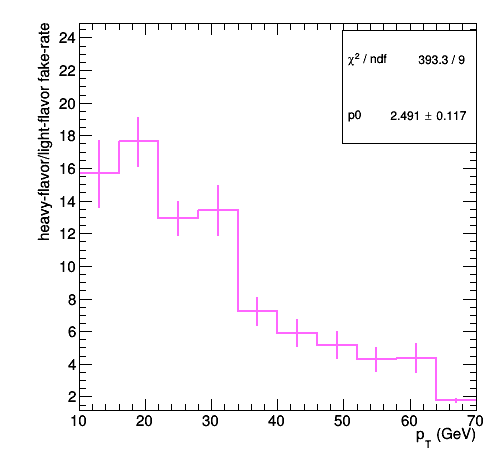 heavy-flavor/light-flavor fake-rate
24
22
20
18
16
14
12
10
8
6
4
2
χ² / ndf 393.3 / 9
p0 2.491 ± 0.117
10 20 30 40 50 60 70
p_T (GeV)